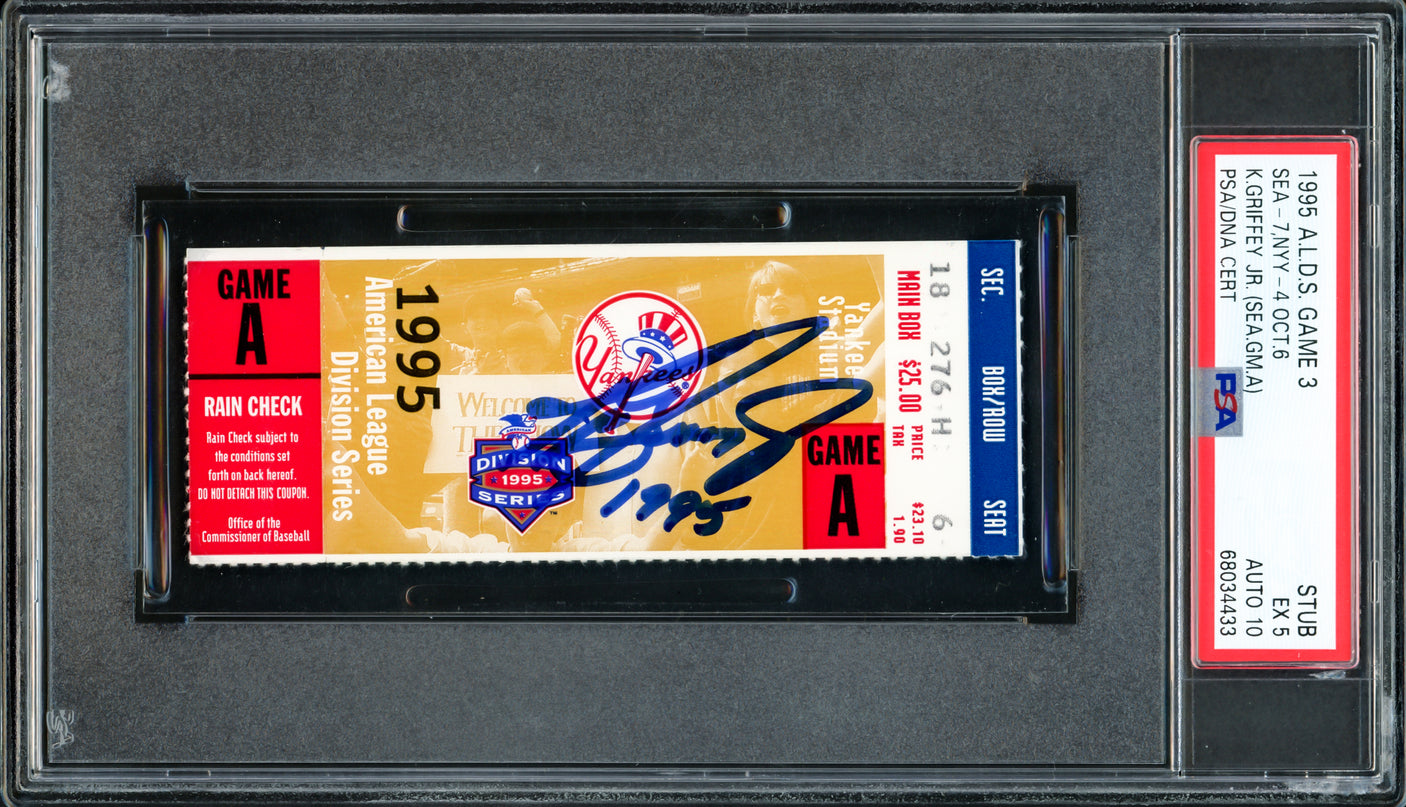 GAME
A
RAIN CHECK
Rain Check subject to
the conditions set
forth on back hereof.
DO NOT DETACH THIS COUPON.
Office of the
Commissioner of Baseball
1995
American League
Division Series
WELCOME TO
Yankees
AMERICAN
DIVISION
1995
SERIES
TM
1995
Yankee
Stadium
GAME
A
MAIN BOX $25.00 PRICE $23.10
TAX 1.90
18 276 H 6
SEC. BOX/ROW SEAT
1995 A.L.D.S. GAME 3 STUB
SEA – 7,NYY – 4 OCT.6 EX 5
K.GRIFFEY JR. (SEA.GM.A) AUTO 10
PSA/DNA CERT 68034433
PSA